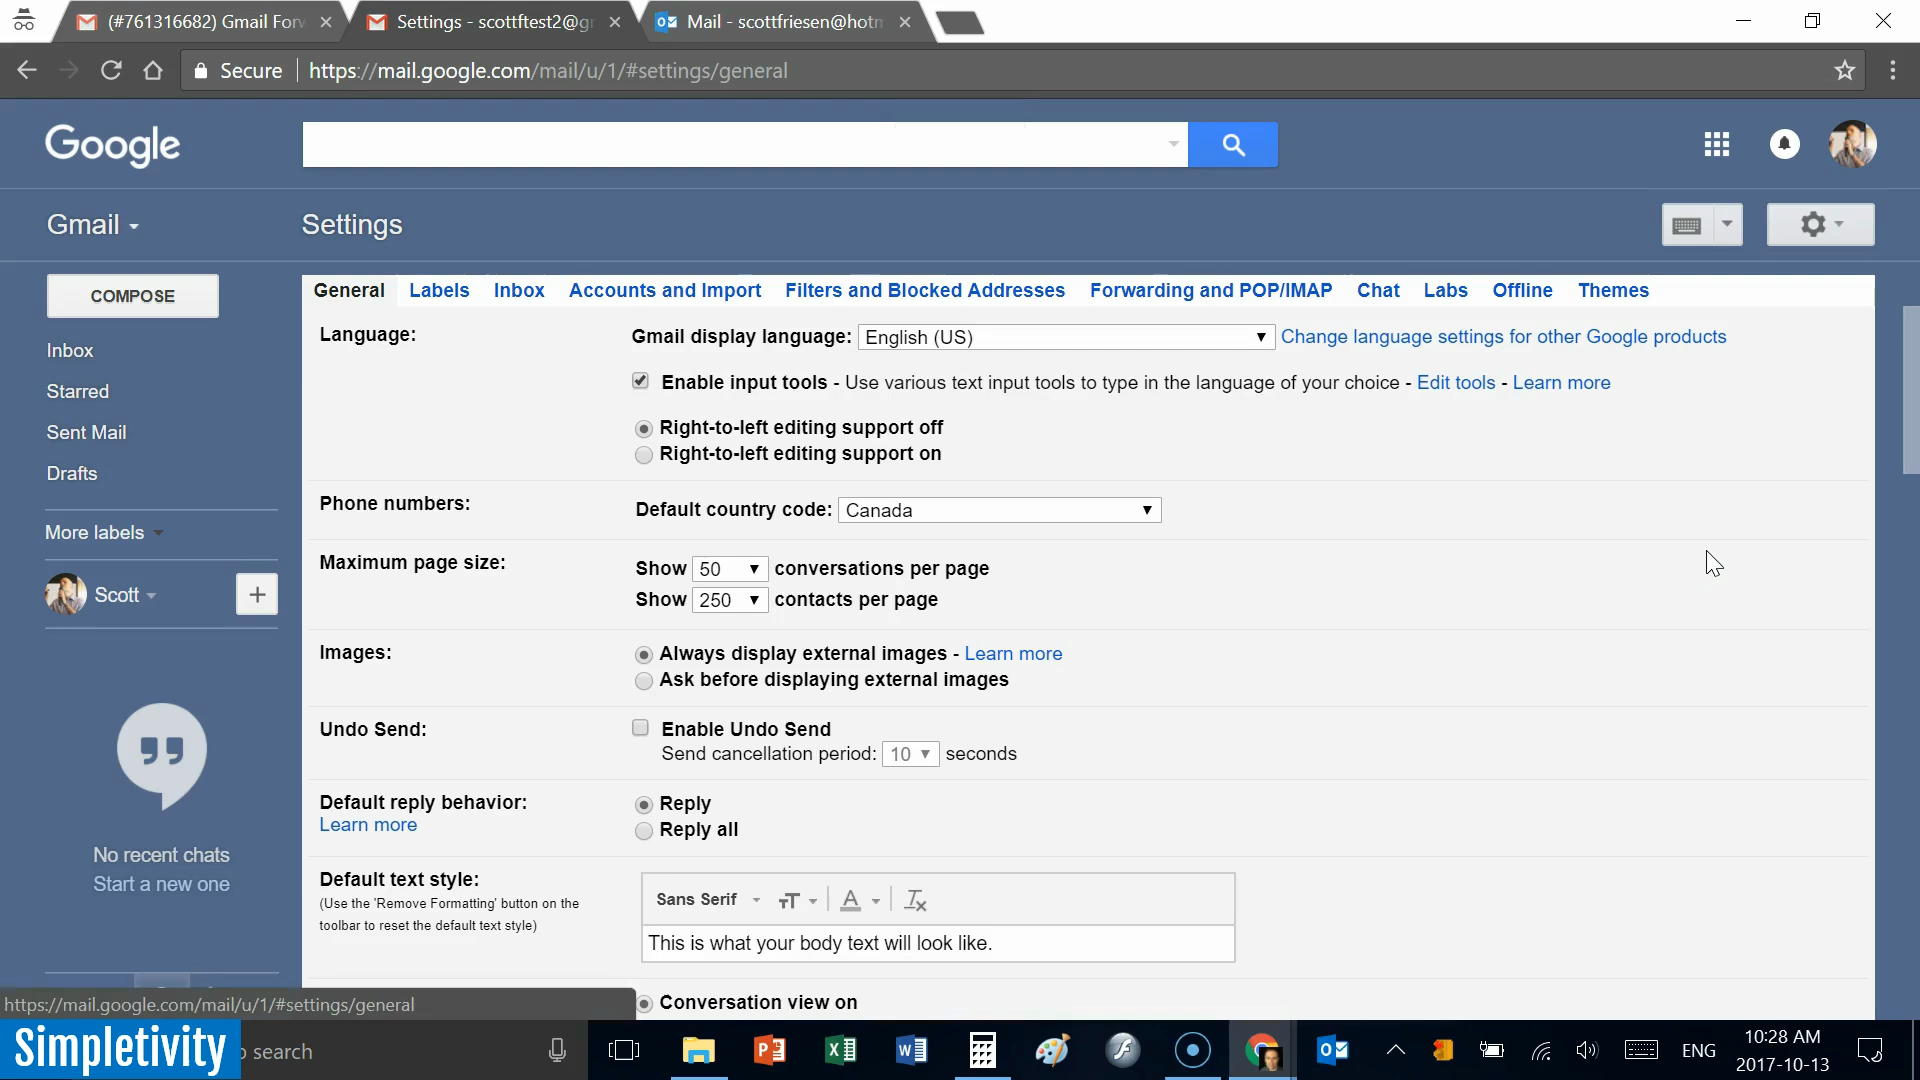 (#761316682) Gmail For
Settings - scottftest2@g
Mail - scottfriesen@hotm
Secure
https://mail.google.com/mail/u/1/#settings/general
Google
Gmail
Settings
COMPOSE
Inbox
Starred
Sent Mail
Drafts
More labels
Scott
No recent chats
Start a new one
General Labels Inbox Accounts and Import Filters and Blocked Addresses Forwarding and POP/IMAP Chat Labs Offline Themes
Language:
Gmail display language: English (US) Change language settings for other Google products
Enable input tools - Use various text input tools to type in the language of your choice - Edit tools - Learn more
Right-to-left editing support off
Right-to-left editing support on
Phone numbers:
Default country code: Canada
Maximum page size:
Show 50 conversations per page
Show 250 contacts per page
Images:
Always display external images - Learn more
Ask before displaying external images
Undo Send:
Enable Undo Send
Send cancellation period: 10 seconds
Default reply behavior:
Learn more
Reply
Reply all
Default text style:
(Use the 'Remove Formatting' button on the
toolbar to reset the default text style)
Sans Serif
This is what your body text will look like.
Conversation view on
https://mail.google.com/mail/u/1/#settings/general
Simpletivity
search
ENG
10:28 AM
2017-10-13